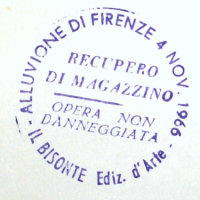 ALLUVIONE DI FIRENZE 4 NOV. 1966 -
RECUPERO
DI MAGAZZINO
OPERA NON
DANNEGGIATA
- IL BISONTE Ediz. d'Arte -